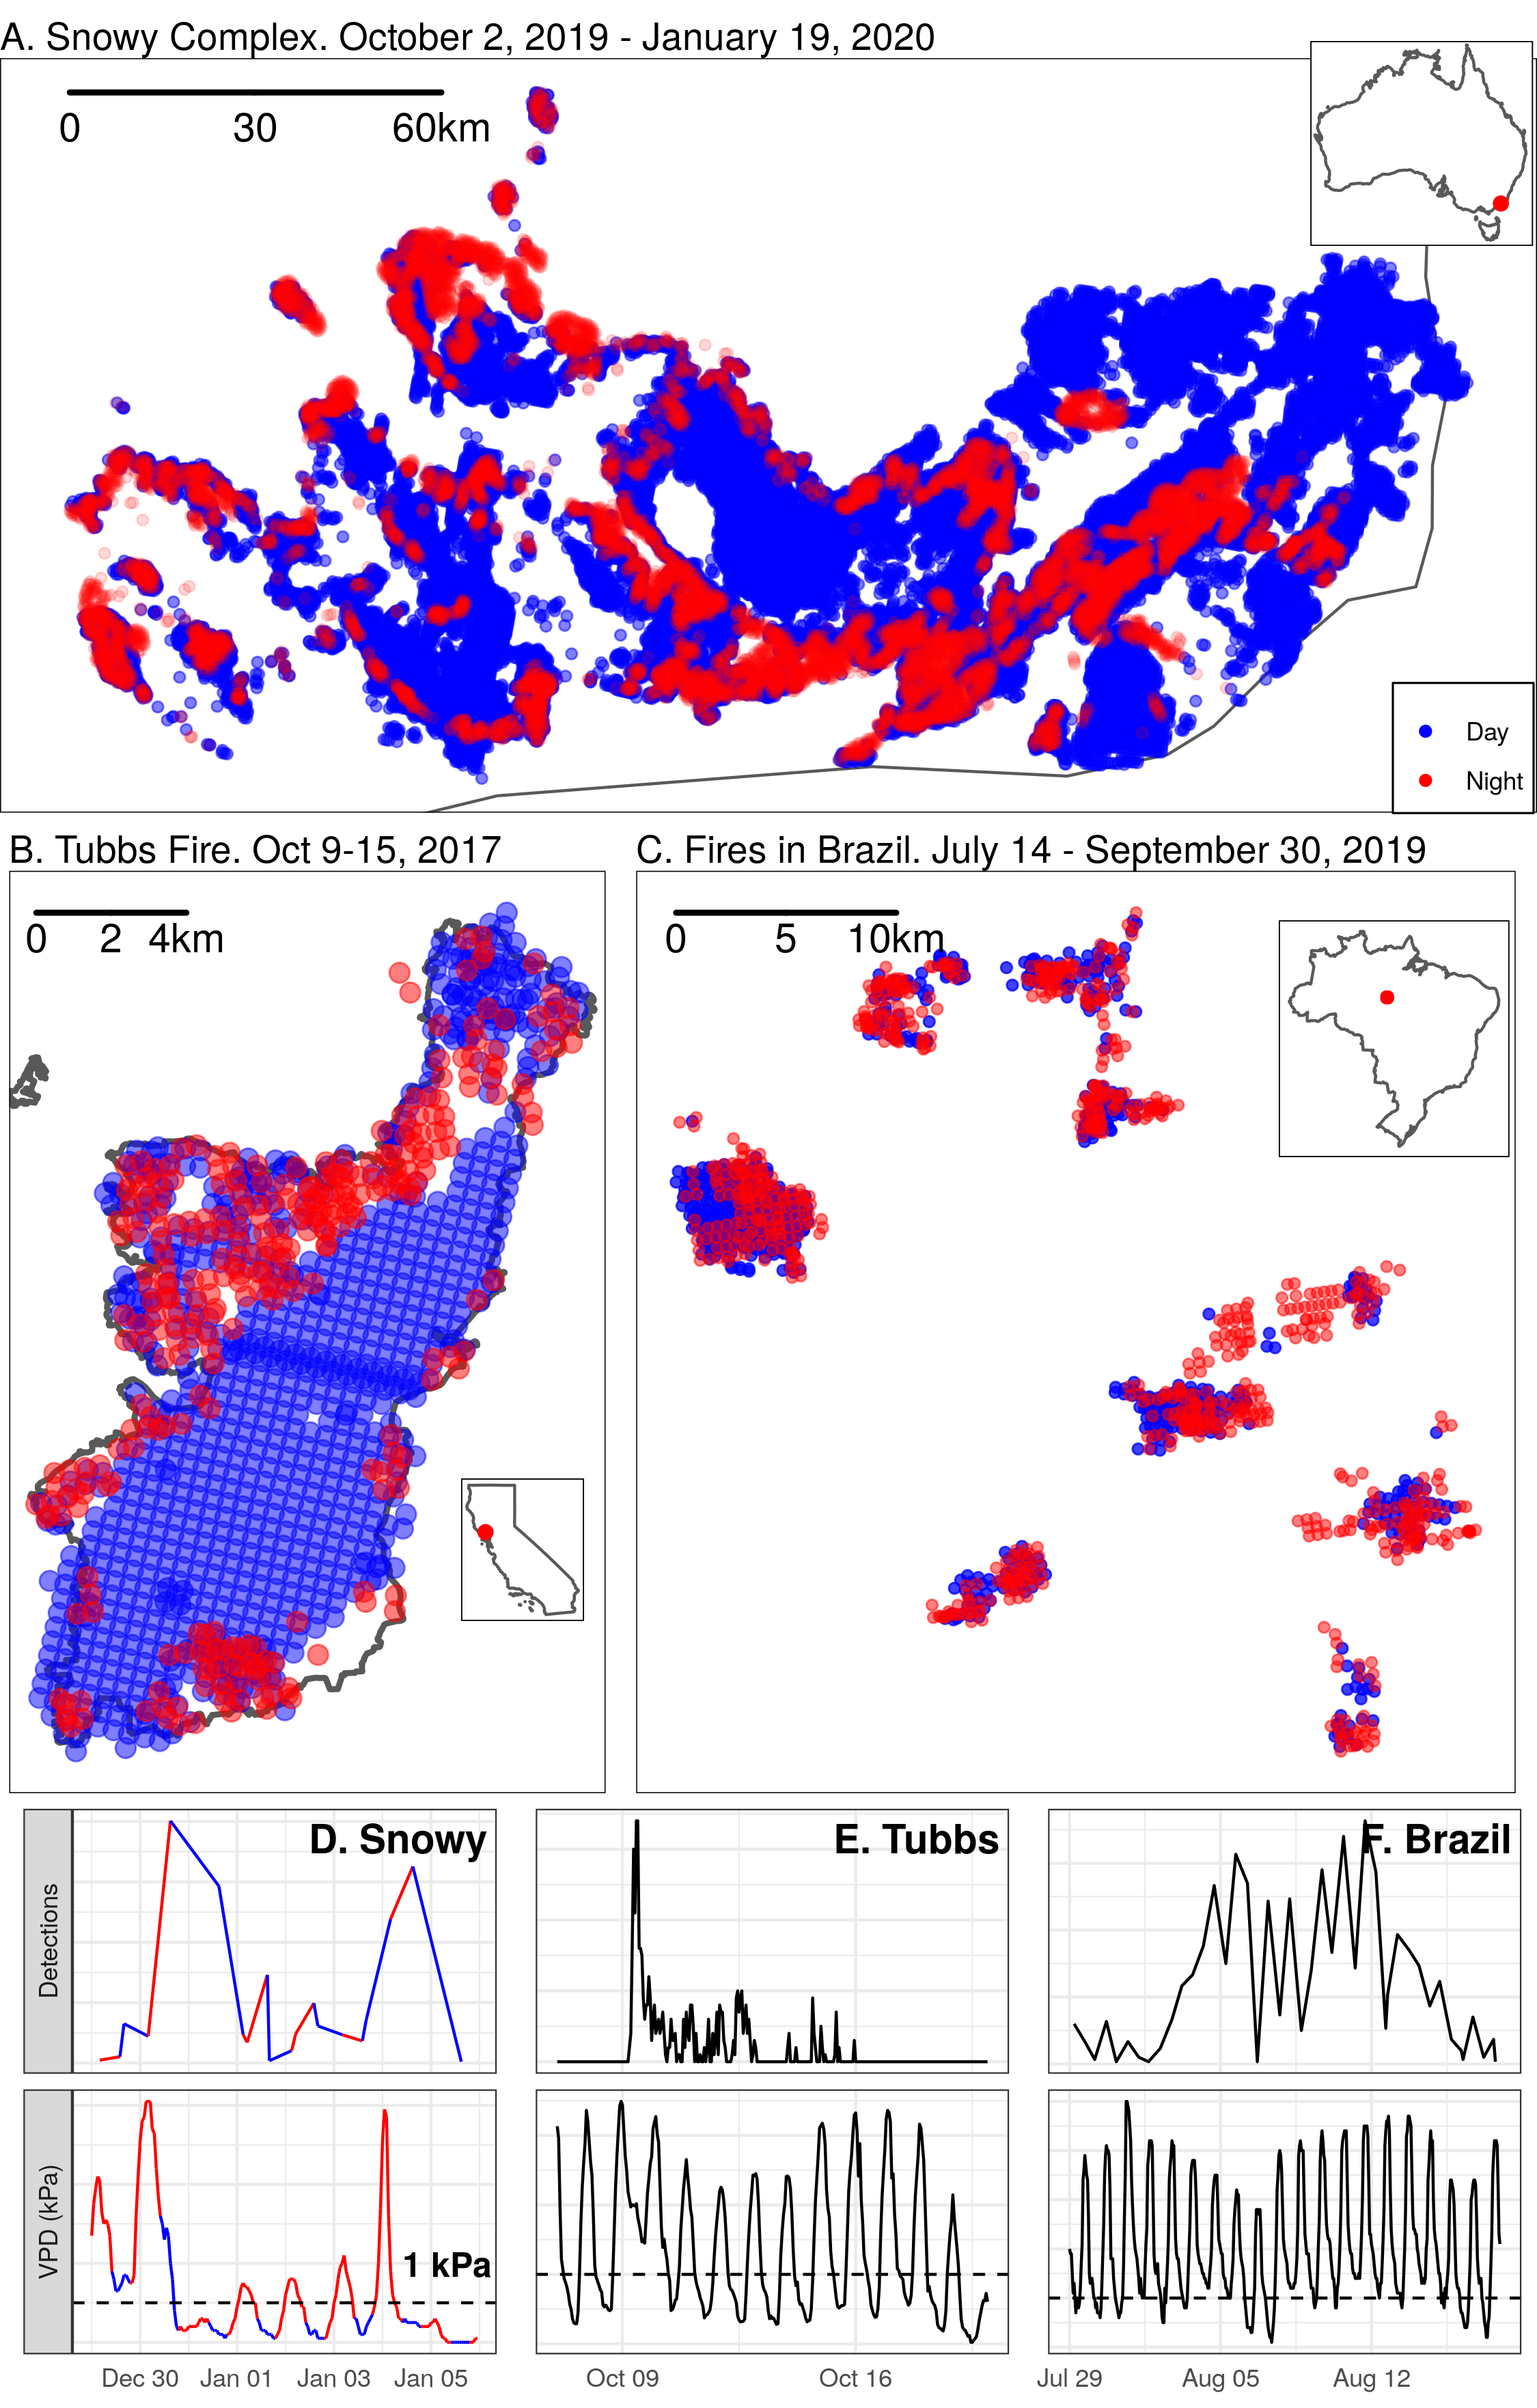 A. Snowy Complex. October 2, 2019 - January 19, 2020
0 30 60km
Day
Night
B. Tubbs Fire. Oct 9-15, 2017
0 2 4km
C. Fires in Brazil. July 14 - September 30, 2019
0 5 10km
Detections
D. Snowy
E. Tubbs
F. Brazil
VPD (kPa)
1 kPa
Dec 30 Jan 01 Jan 03 Jan 05
Oct 09 Oct 16
Jul 29 Aug 05 Aug 12